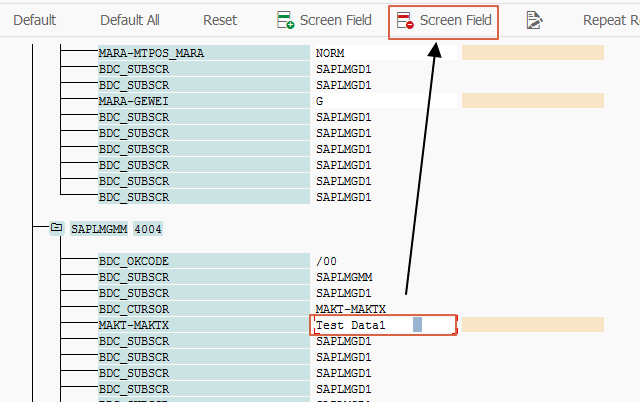 Default Default All Reset Screen Field Screen Field Repeat Re
MARA-MTPOS_MARA NORM
BDC_SUBSCR SAPLMGD1
BDC_SUBSCR SAPLMGD1
MARA-GEWEI G
BDC_SUBSCR SAPLMGD1
BDC_SUBSCR SAPLMGD1
BDC_SUBSCR SAPLMGD1
BDC_SUBSCR SAPLMGD1
BDC_SUBSCR SAPLMGD1
BDC_SUBSCR SAPLMGD1
SAPLMGMM 4004
BDC_OKCODE /00
BDC_SUBSCR SAPLMGMM
BDC_SUBSCR SAPLMGD1
BDC_CURSOR MAKT-MAKTX
MAKT-MAKTX Test Data1
BDC_SUBSCR SAPLMGD1
BDC_SUBSCR SAPLMGD1
BDC_SUBSCR SAPLMGD1
BDC_SUBSCR SAPLMGD1